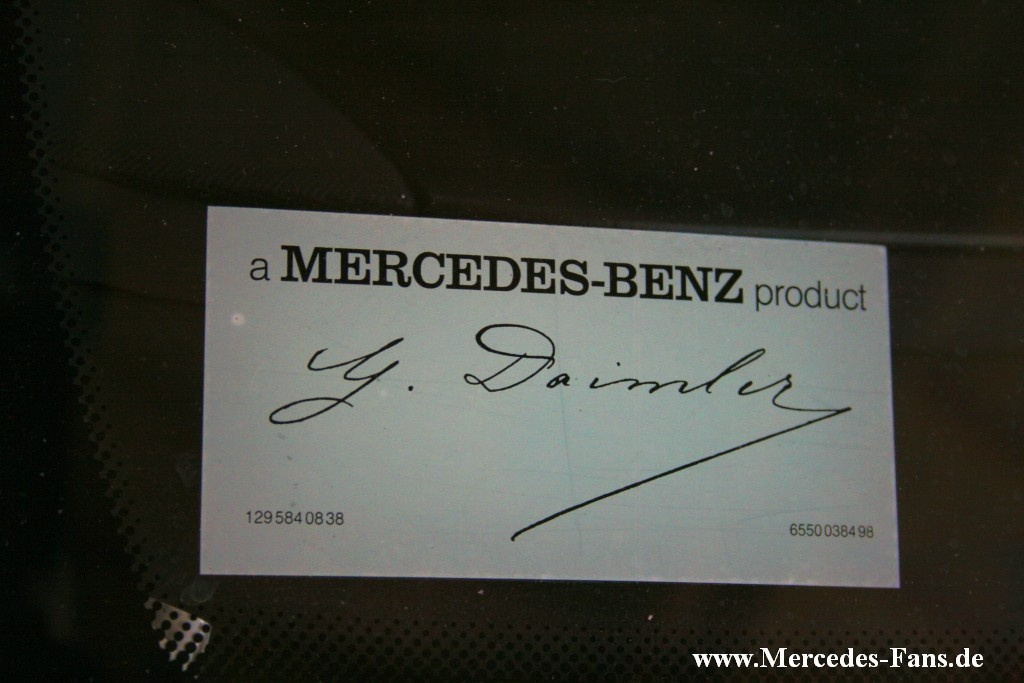 a MERCEDES-BENZ product
G. Daimler
1295840838
6550038498
www.Mercedes-Fans.de